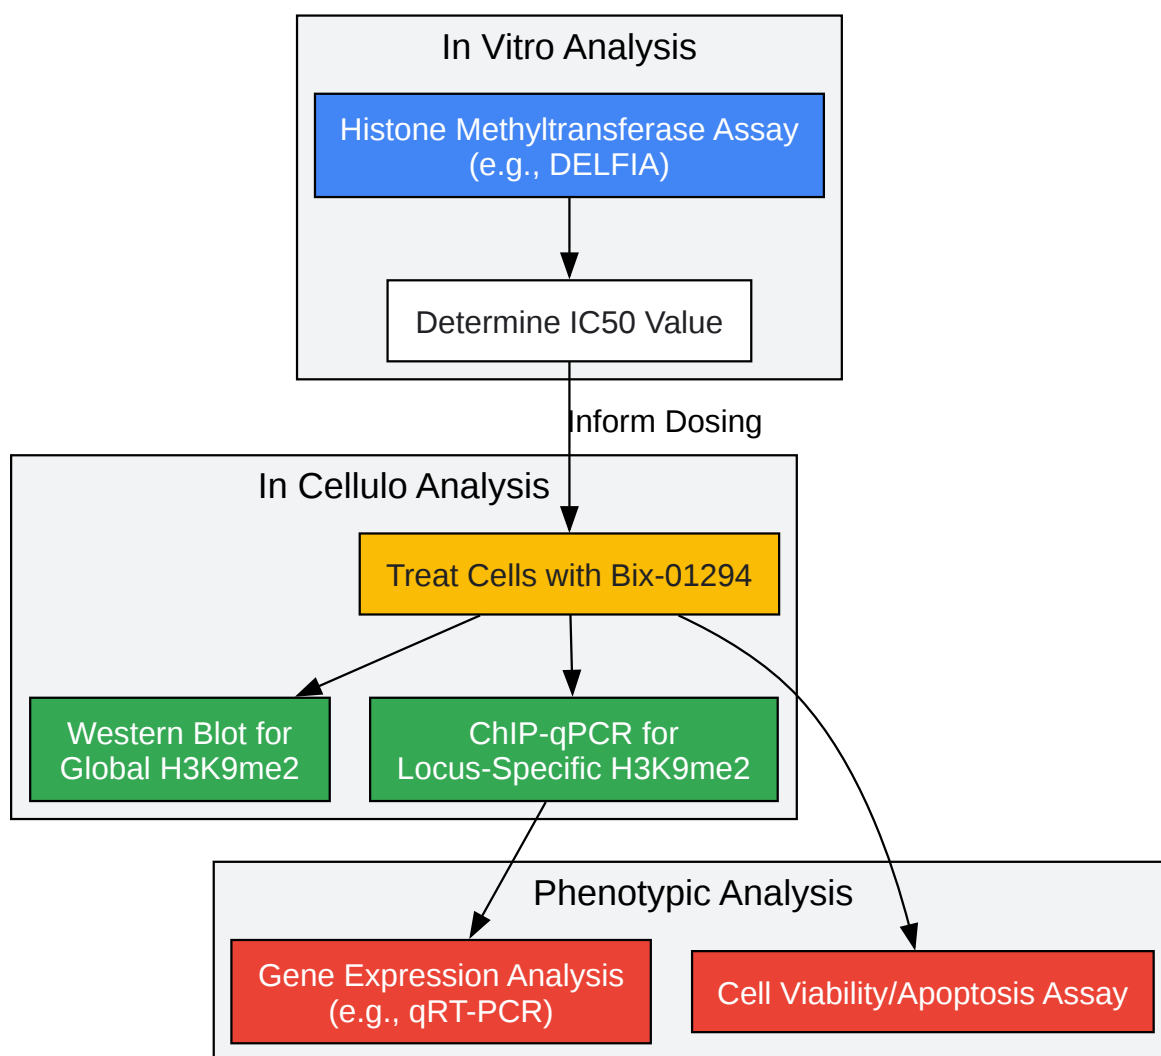 In Vitro Analysis
Histone Methyltransferase Assay
(e.g., DELFIA)
Determine IC50 Value
Inform Dosing
In Cellulo Analysis
Treat Cells with Bix-01294
Western Blot for
Global H3K9me2
ChIP-qPCR for
Locus-Specific H3K9me2
Phenotypic Analysis
Gene Expression Analysis
(e.g., qRT-PCR)
Cell Viability/Apoptosis Assay